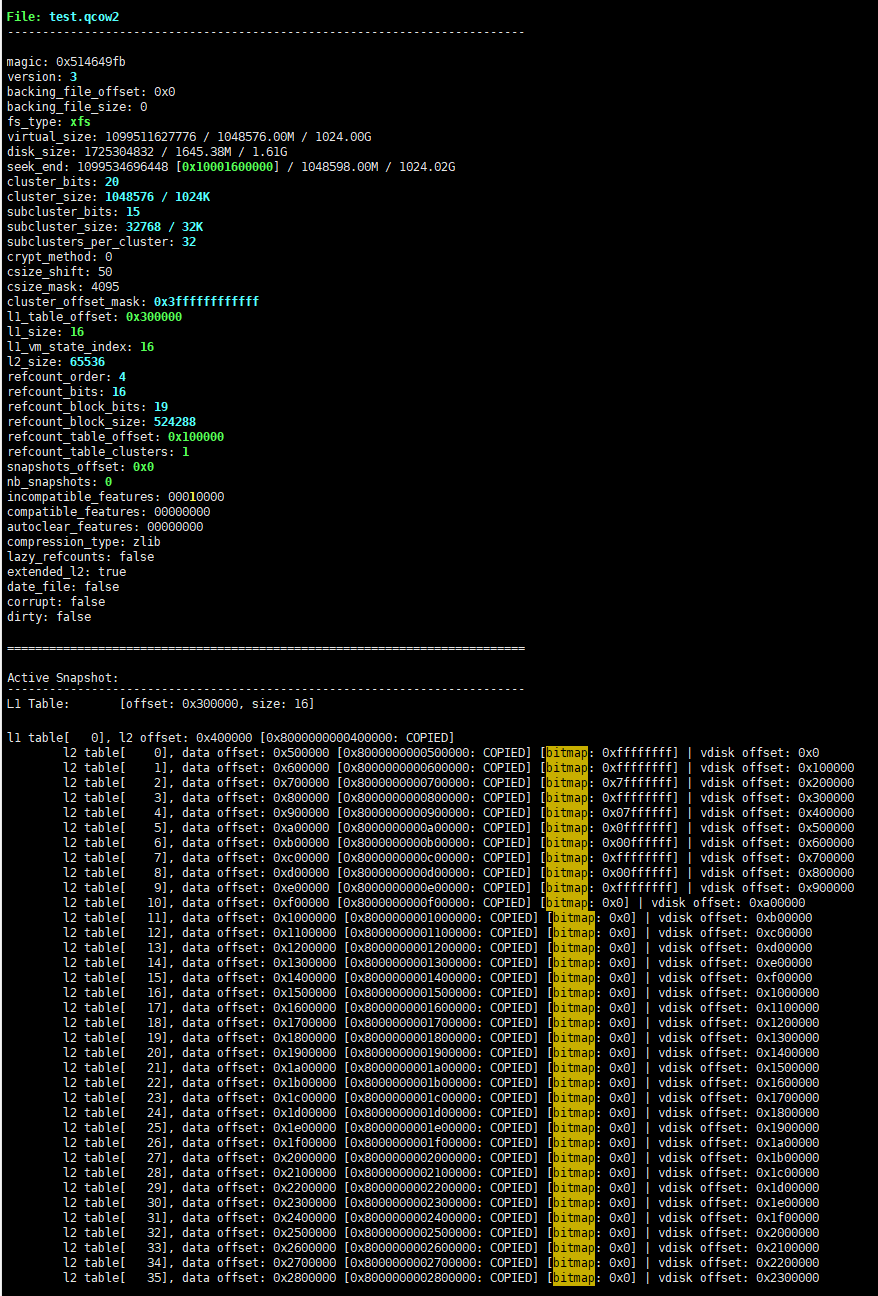 File: test.qcow2
--------------------------------------------------------------------------
magic: 0x514649fb
version: 3
backing_file_offset: 0x0
backing_file_size: 0
fs_type: xfs
virtual_size: 1099511627776 / 1048576.00M / 1024.00G
disk_size: 1725304832 / 1645.38M / 1.61G
seek_end: 1099534696448 [0x10001600000] / 1048598.00M / 1024.02G
cluster_bits: 20
cluster_size: 1048576 / 1024K
subcluster_bits: 15
subcluster_size: 32768 / 32K
subclusters_per_cluster: 32
crypt_method: 0
csize_shift: 50
csize_mask: 4095
cluster_offset_mask: 0x3ffffffffffff
l1_table_offset: 0x300000
l1_size: 16
l1_vm_state_index: 16
l2_size: 65536
refcount_order: 4
refcount_bits: 16
refcount_block_bits: 19
refcount_block_size: 524288
refcount_table_offset: 0x100000
refcount_table_clusters: 1
snapshots_offset: 0x0
nb_snapshots: 0
incompatible_features: 00010000
compatible_features: 00000000
autoclear_features: 00000000
compression_type: zlib
lazy_refcounts: false
extended_l2: true
date_file: false
corrupt: false
dirty: false
==========================================================================
Active Snapshot:
--------------------------------------------------------------------------
L1 Table:       [offset: 0x300000, size: 16]
l1 table[   0], l2 offset: 0x400000 [0x8000000000400000: COPIED]
l2 table[    0], data offset: 0x500000 [0x8000000000500000: COPIED] [bitmap: 0xffffffff] | vdisk offset: 0x0
l2 table[    1], data offset: 0x600000 [0x8000000000600000: COPIED] [bitmap: 0xffffffff] | vdisk offset: 0x100000
l2 table[    2], data offset: 0x700000 [0x8000000000700000: COPIED] [bitmap: 0x7fffffff] | vdisk offset: 0x200000
l2 table[    3], data offset: 0x800000 [0x8000000000800000: COPIED] [bitmap: 0xffffffff] | vdisk offset: 0x300000
l2 table[    4], data offset: 0x900000 [0x8000000000900000: COPIED] [bitmap: 0x07ffffff] | vdisk offset: 0x400000
l2 table[    5], data offset: 0xa00000 [0x8000000000a00000: COPIED] [bitmap: 0x0fffffff] | vdisk offset: 0x500000
l2 table[    6], data offset: 0xb00000 [0x8000000000b00000: COPIED] [bitmap: 0x00ffffff] | vdisk offset: 0x600000
l2 table[    7], data offset: 0xc00000 [0x8000000000c00000: COPIED] [bitmap: 0xffffffff] | vdisk offset: 0x700000
l2 table[    8], data offset: 0xd00000 [0x8000000000d00000: COPIED] [bitmap: 0x00ffffff] | vdisk offset: 0x800000
l2 table[    9], data offset: 0xe00000 [0x8000000000e00000: COPIED] [bitmap: 0xffffffff] | vdisk offset: 0x900000
l2 table[   10], data offset: 0xf00000 [0x8000000000f00000: COPIED] [bitmap: 0x0] | vdisk offset: 0xa00000
l2 table[   11], data offset: 0x1000000 [0x8000000001000000: COPIED] [bitmap: 0x0] | vdisk offset: 0xb00000
l2 table[   12], data offset: 0x1100000 [0x8000000001100000: COPIED] [bitmap: 0x0] | vdisk offset: 0xc00000
l2 table[   13], data offset: 0x1200000 [0x8000000001200000: COPIED] [bitmap: 0x0] | vdisk offset: 0xd00000
l2 table[   14], data offset: 0x1300000 [0x8000000001300000: COPIED] [bitmap: 0x0] | vdisk offset: 0xe00000
l2 table[   15], data offset: 0x1400000 [0x8000000001400000: COPIED] [bitmap: 0x0] | vdisk offset: 0xf00000
l2 table[   16], data offset: 0x1500000 [0x8000000001500000: COPIED] [bitmap: 0x0] | vdisk offset: 0x1000000
l2 table[   17], data offset: 0x1600000 [0x8000000001600000: COPIED] [bitmap: 0x0] | vdisk offset: 0x1100000
l2 table[   18], data offset: 0x1700000 [0x8000000001700000: COPIED] [bitmap: 0x0] | vdisk offset: 0x1200000
l2 table[   19], data offset: 0x1800000 [0x8000000001800000: COPIED] [bitmap: 0x0] | vdisk offset: 0x1300000
l2 table[   20], data offset: 0x1900000 [0x8000000001900000: COPIED] [bitmap: 0x0] | vdisk offset: 0x1400000
l2 table[   21], data offset: 0x1a00000 [0x8000000001a00000: COPIED] [bitmap: 0x0] | vdisk offset: 0x1500000
l2 table[   22], data offset: 0x1b00000 [0x8000000001b00000: COPIED] [bitmap: 0x0] | vdisk offset: 0x1600000
l2 table[   23], data offset: 0x1c00000 [0x8000000001c00000: COPIED] [bitmap: 0x0] | vdisk offset: 0x1700000
l2 table[   24], data offset: 0x1d00000 [0x8000000001d00000: COPIED] [bitmap: 0x0] | vdisk offset: 0x1800000
l2 table[   25], data offset: 0x1e00000 [0x8000000001e00000: COPIED] [bitmap: 0x0] | vdisk offset: 0x1900000
l2 table[   26], data offset: 0x1f00000 [0x8000000001f00000: COPIED] [bitmap: 0x0] | vdisk offset: 0x1a00000
l2 table[   27], data offset: 0x2000000 [0x8000000002000000: COPIED] [bitmap: 0x0] | vdisk offset: 0x1b00000
l2 table[   28], data offset: 0x2100000 [0x8000000002100000: COPIED] [bitmap: 0x0] | vdisk offset: 0x1c00000
l2 table[   29], data offset: 0x2200000 [0x8000000002200000: COPIED] [bitmap: 0x0] | vdisk offset: 0x1d00000
l2 table[   30], data offset: 0x2300000 [0x8000000002300000: COPIED] [bitmap: 0x0] | vdisk offset: 0x1e00000
l2 table[   31], data offset: 0x2400000 [0x8000000002400000: COPIED] [bitmap: 0x0] | vdisk offset: 0x1f00000
l2 table[   32], data offset: 0x2500000 [0x8000000002500000: COPIED] [bitmap: 0x0] | vdisk offset: 0x2000000
l2 table[   33], data offset: 0x2600000 [0x8000000002600000: COPIED] [bitmap: 0x0] | vdisk offset: 0x2100000
l2 table[   34], data offset: 0x2700000 [0x8000000002700000: COPIED] [bitmap: 0x0] | vdisk offset: 0x2200000
l2 table[   35], data offset: 0x2800000 [0x8000000002800000: COPIED] [bitmap: 0x0] | vdisk offset: 0x2300000